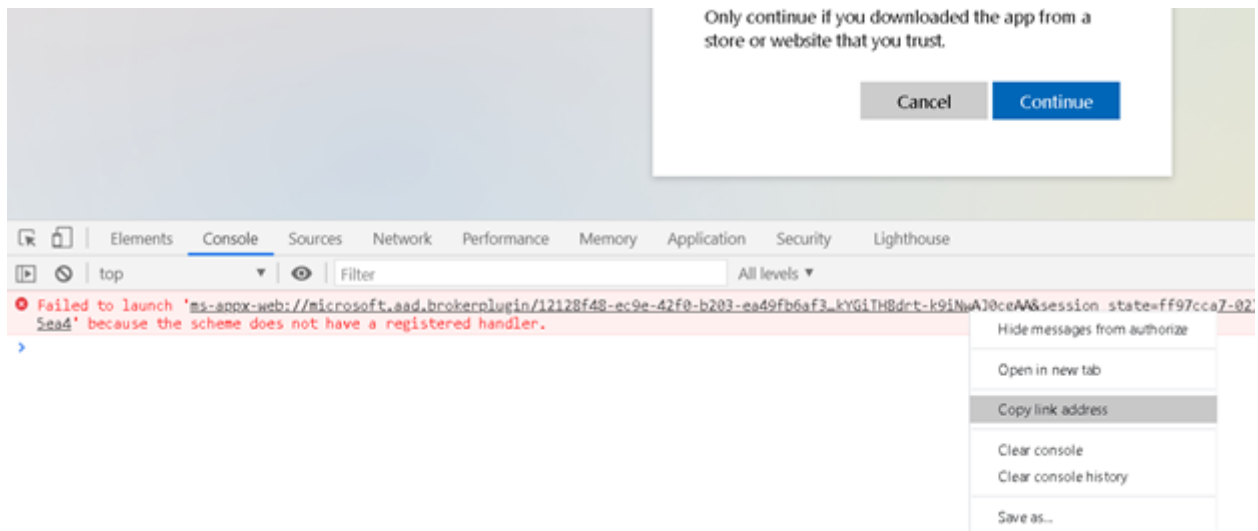 Only continue if you downloaded the app from a
store or website that you trust.
Cancel Continue
Elements Console Sources Network Performance Memory Application Security Lighthouse
top ▼ Filter All levels ▼
Failed to launch 'ms-appx-web://microsoft.aad.brokerplugin/12128f48-ec9e-42f0-b203-ea49fb6af3…kYGiTH8drt-k9iNwAJ0ceAA&session_state=ff97cca7-02
5ea4' because the scheme does not have a registered handler.
Hide messages from authorize
Open in new tab
Copy link address
Clear console
Clear console history
Save as...